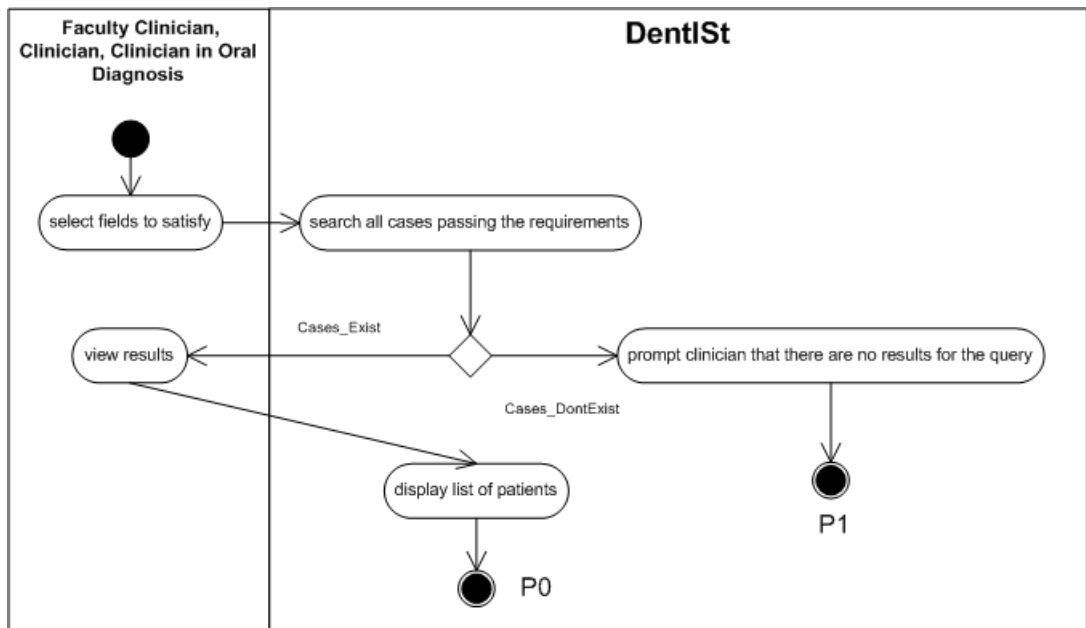 Faculty Clinician,
Clinician, Clinician in Oral
Diagnosis
DentISt
select fields to satisfy
search all cases passing the requirements
Cases_Exist
view results
prompt clinician that there are no results for the query
Cases_DontExist
display list of patients
P1
P0